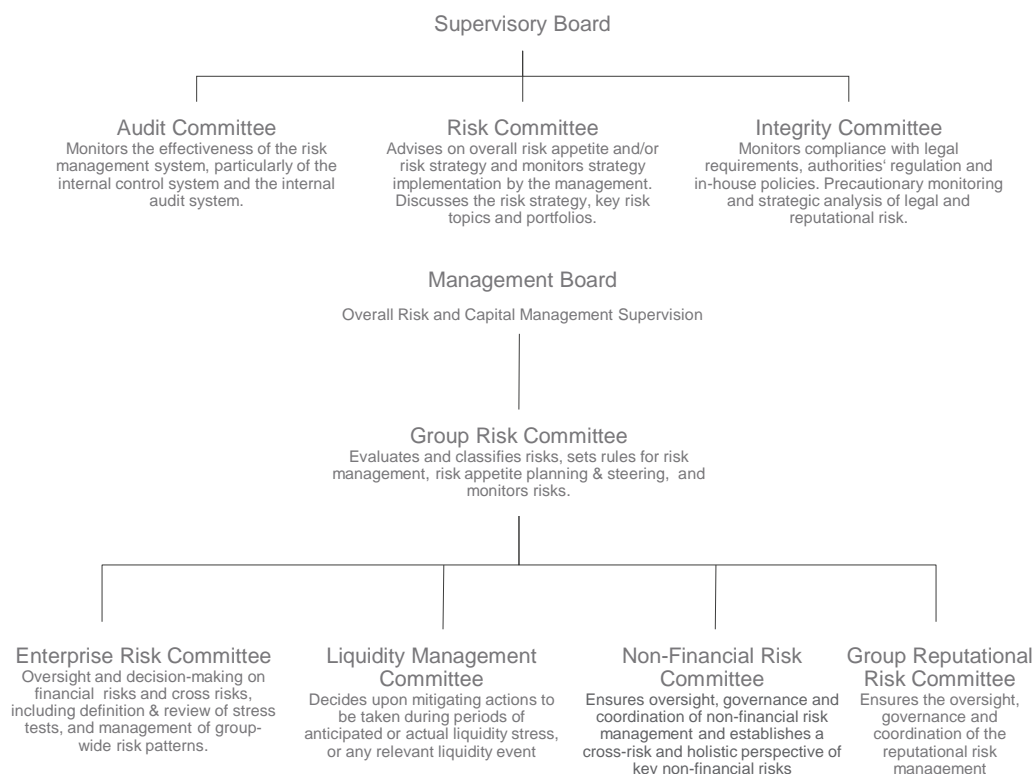 Supervisory Board
Audit Committee
Monitors the effectiveness of the risk
management system, particularly of the
internal control system and the internal
audit system.
Risk Committee
Advises on overall risk appetite and/or
risk strategy and monitors strategy
implementation by the management.
Discusses the risk strategy, key risk
topics and portfolios.
Integrity Committee
Monitors compliance with legal
requirements, authorities‘ regulation and
in-house policies. Precautionary monitoring
and strategic analysis of legal and
reputational risk.
Management Board
Overall Risk and Capital Management Supervision
Group Risk Committee
Evaluates and classifies risks, sets rules for risk
management, risk appetite planning & steering, and
monitors risks.
Enterprise Risk Committee
Oversight and decision-making on
financial risks and cross risks,
including definition & review of stress
tests, and management of group-
wide risk patterns.
Liquidity Management
Committee
Decides upon mitigating actions to
be taken during periods of
anticipated or actual liquidity stress,
or any relevant liquidity event
Non-Financial Risk
Committee
Ensures oversight, governance and
coordination of non-financial risk
management and establishes a
cross-risk and holistic perspective of
key non-financial risks
Group Reputational
Risk Committee
Ensures the oversight,
governance and
coordination of the
reputational risk
management